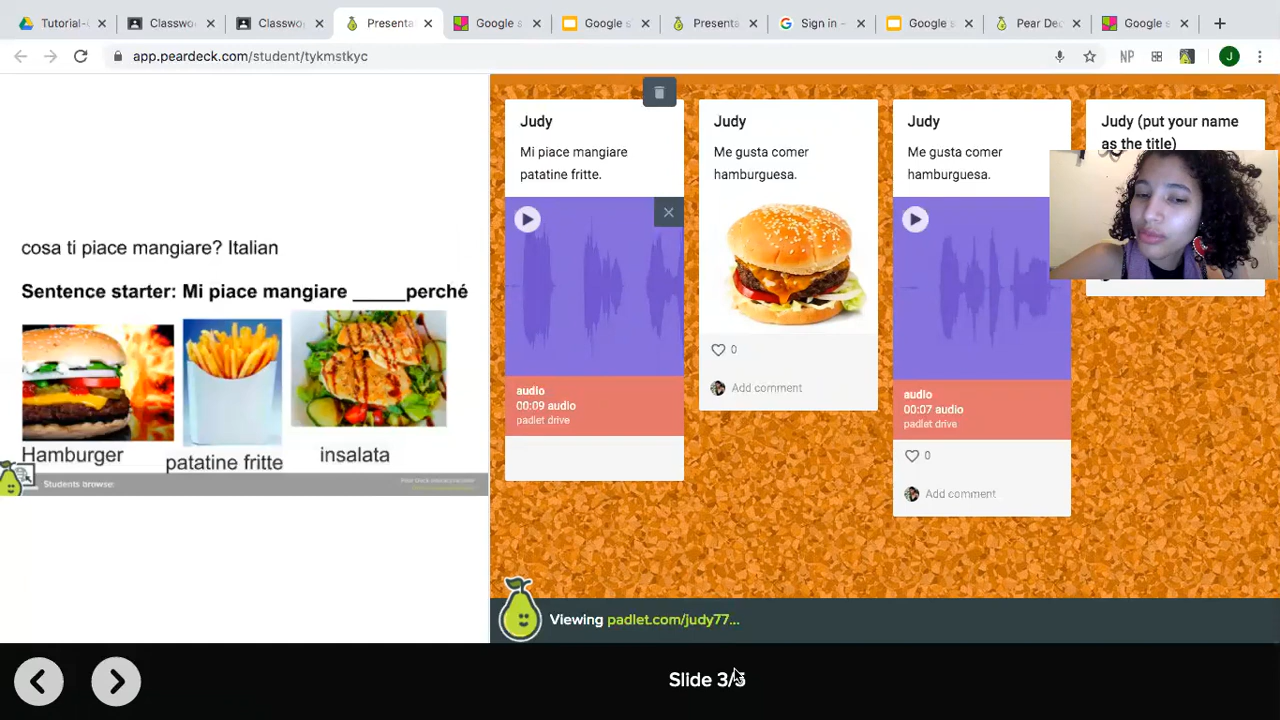 Tutorial-
Classwo
Classwo
Presenta
Google s
Google s
Presenta
Sign in –
Google s
Pear De
Google s
app.peardeck.com/student/tykmstkyc
NP
J
cosa ti piace mangiare? Italian
Sentence starter: Mi piace mangiare _____perché
Hamburger
patatine fritte
insalata
Students browse:
Judy
Mi piace mangiare
patatine fritte.
audio
00:09 audio
padlet drive
Judy
Me gusta comer
hamburguesa.
0
Add comment
Judy
Me gusta comer
hamburguesa.
audio
00:07 audio
padlet drive
0
Add comment
Judy (put your name
as the title)
Viewing padlet.com/judy77...
Slide 3/